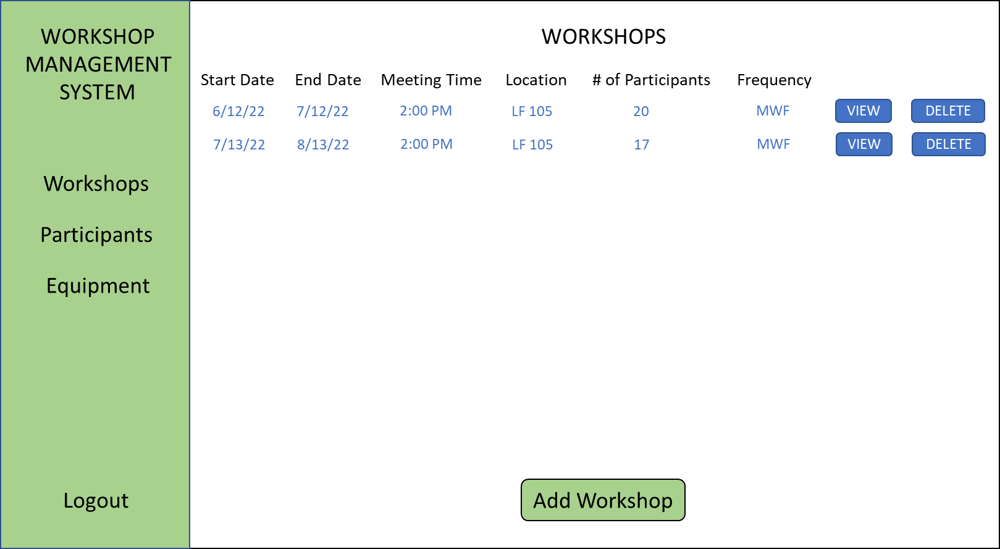 WORKSHOP
MANAGEMENT
SYSTEM
Workshops
Participants
Equipment
Logout
WORKSHOPS
Start Date End Date Meeting Time Location # of Participants Frequency
6/12/22 7/12/22 2:00 PM LF 105 20 MWF VIEW DELETE
7/13/22 8/13/22 2:00 PM LF 105 17 MWF VIEW DELETE
Add Workshop